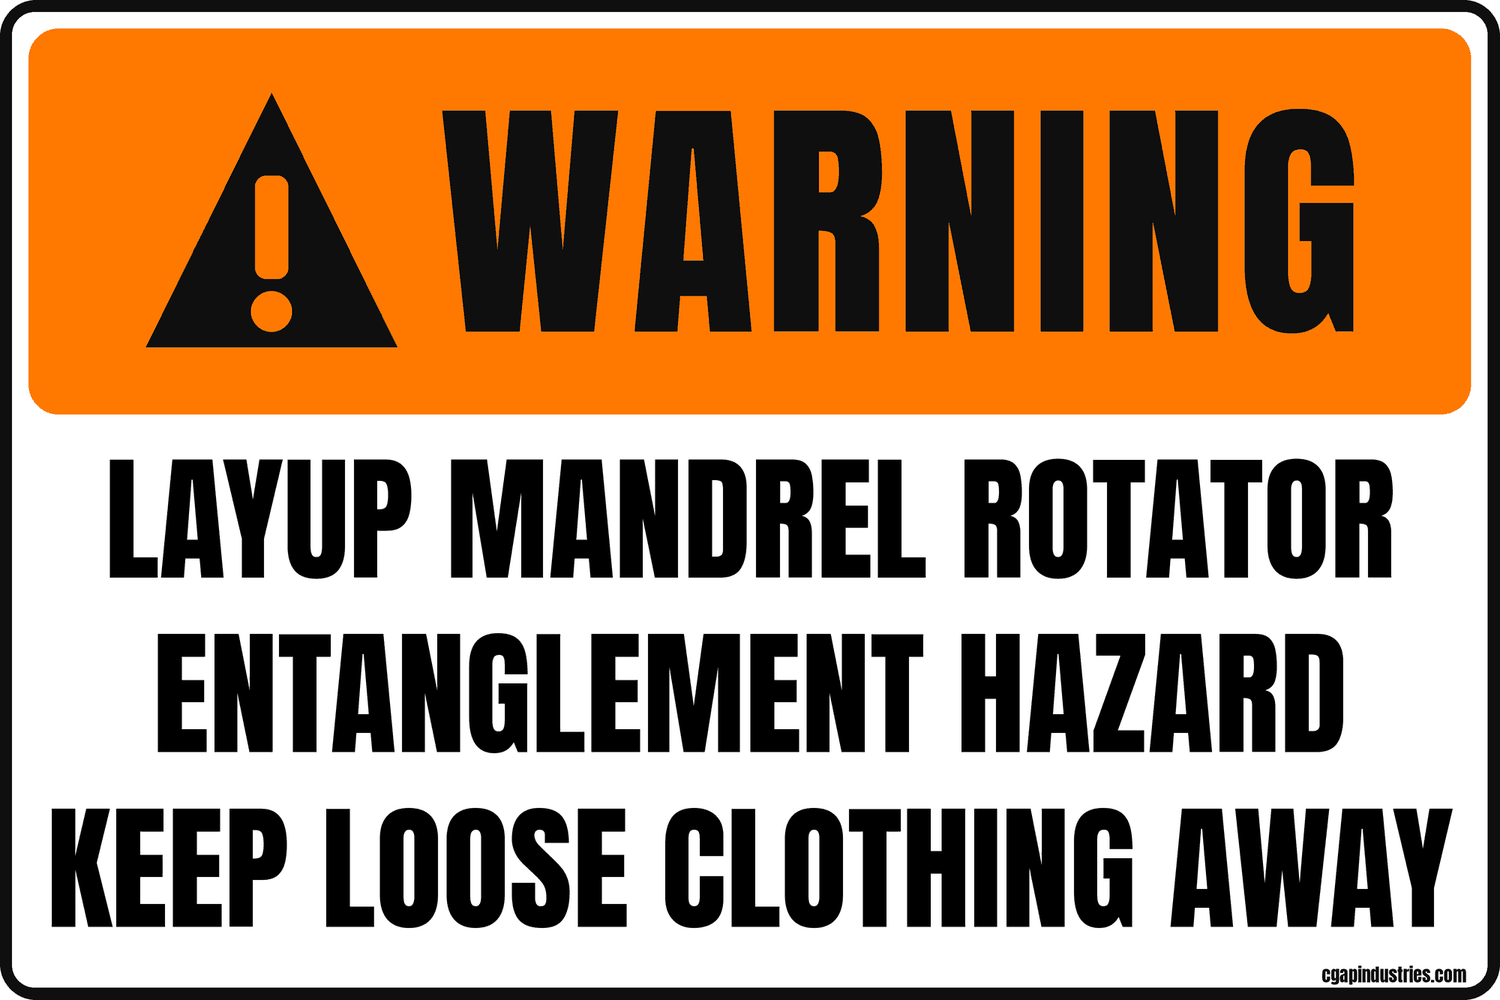 WARNING
LAYUP MANDREL ROTATOR
ENTANGLEMENT HAZARD
KEEP LOOSE CLOTHING AWAY
cgapindustries.com